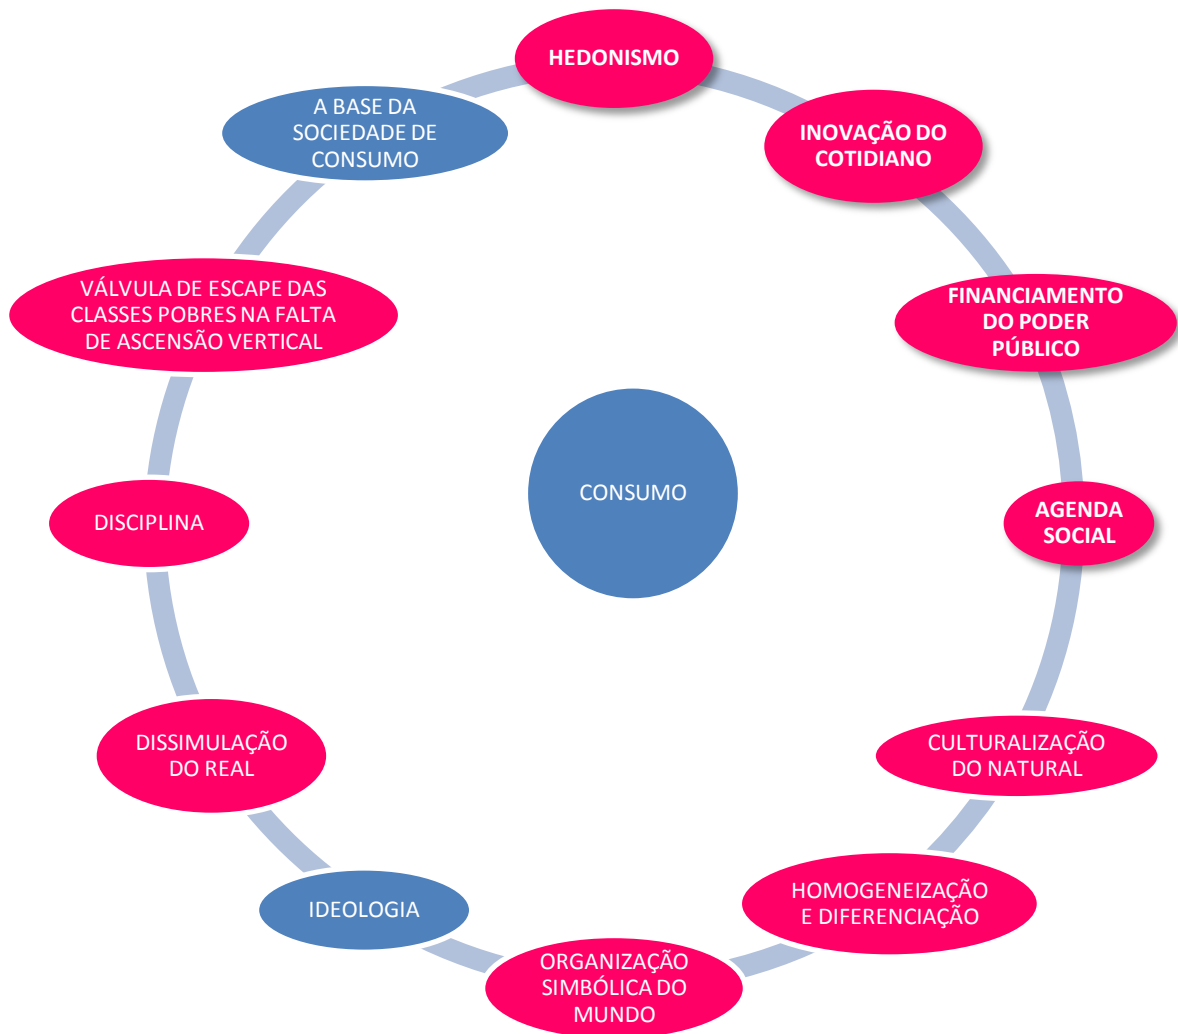 HEDONISMO
INOVAÇÃO DO
COTIDIANO
FINANCIAMENTO
DO PODER
PÚBLICO
AGENDA
SOCIAL
CULTURALIZAÇÃO
DO NATURAL
HOMOGENEIZAÇÃO
E DIFERENCIAÇÃO
ORGANIZAÇÃO
SIMBÓLICA DO
MUNDO
IDEOLOGIA
DISSIMULAÇÃO
DO REAL
DISCIPLINA
VÁLVULA DE ESCAPE DAS
CLASSES POBRES NA FALTA
DE ASCENSÃO VERTICAL
A BASE DA
SOCIEDADE DE
CONSUMO
CONSUMO